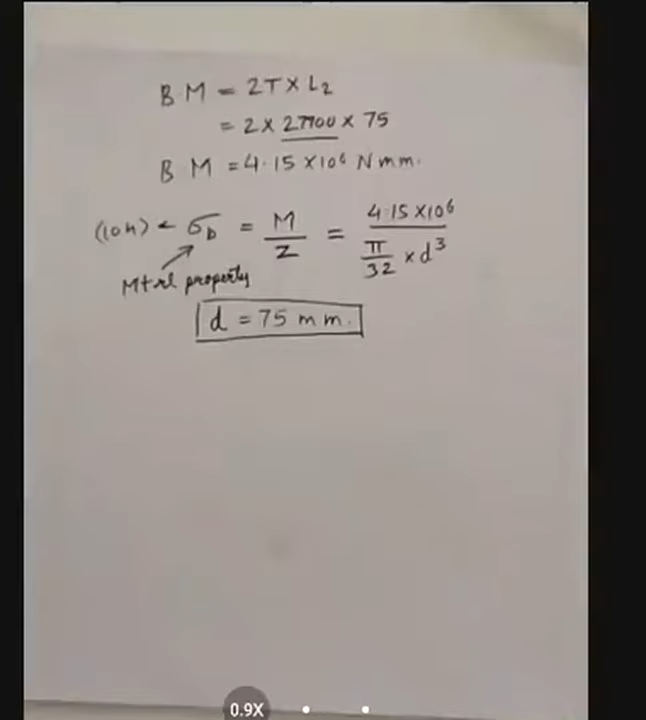 B.M = 2T X L2
= 2 X 27700 X 75
B M = 4.15 X 10⁶ N mm.
(104) < σb = M / Z = 4.15 X 10⁶ / π/32 x d³
Mtrl property
d = 75 mm.
0.9X